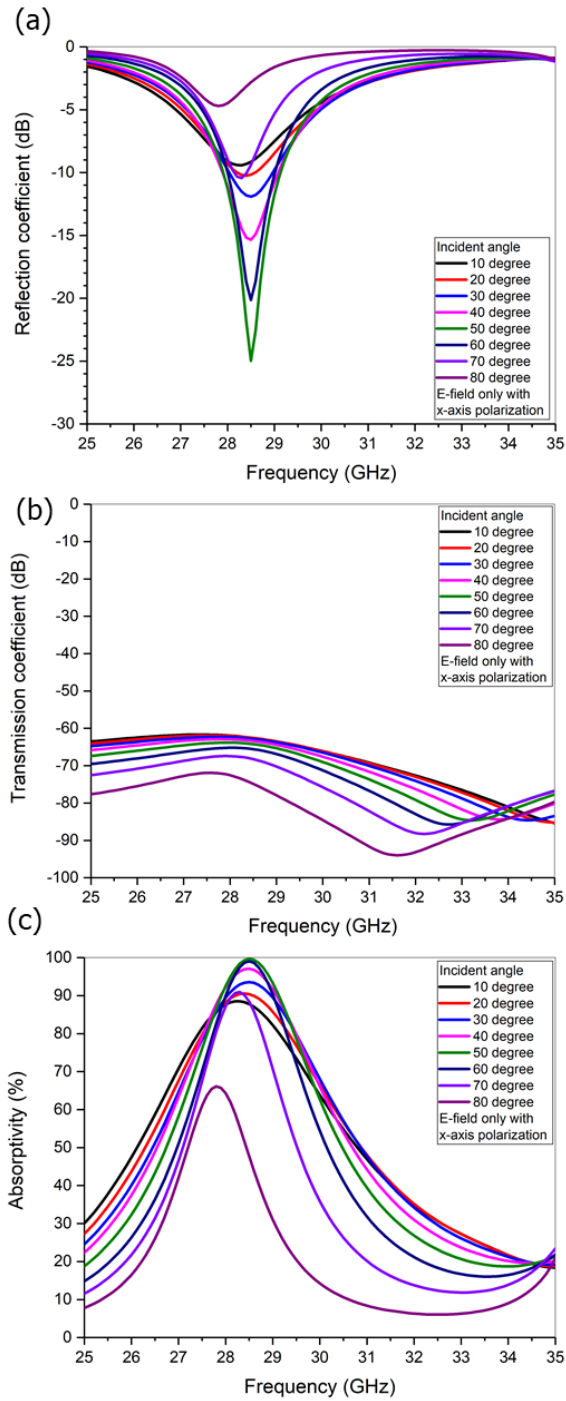 (a)
0
-5
-10
-15
-20
-25
-30
Reflection coefficient (dB)
Incident angle
10 degree
20 degree
30 degree
40 degree
50 degree
60 degree
70 degree
80 degree
E-field only with
x-axis polarization
25 26 27 28 29 30 31 32 33 34 35
Frequency (GHz)
(b)
0
-10
-20
-30
-40
-50
-60
-70
-80
-90
-100
Transmission coefficient (dB)
Incident angle
10 degree
20 degree
30 degree
40 degree
50 degree
60 degree
70 degree
80 degree
E-field only with
x-axis polarization
25 26 27 28 29 30 31 32 33 34 35
Frequency (GHz)
(c)
100
90
80
70
60
50
40
30
20
10
0
Absorptivity (%)
Incident angle
10 degree
20 degree
30 degree
40 degree
50 degree
60 degree
70 degree
80 degree
E-field only with
x-axis polarization
25 26 27 28 29 30 31 32 33 34 35
Frequency (GHz)